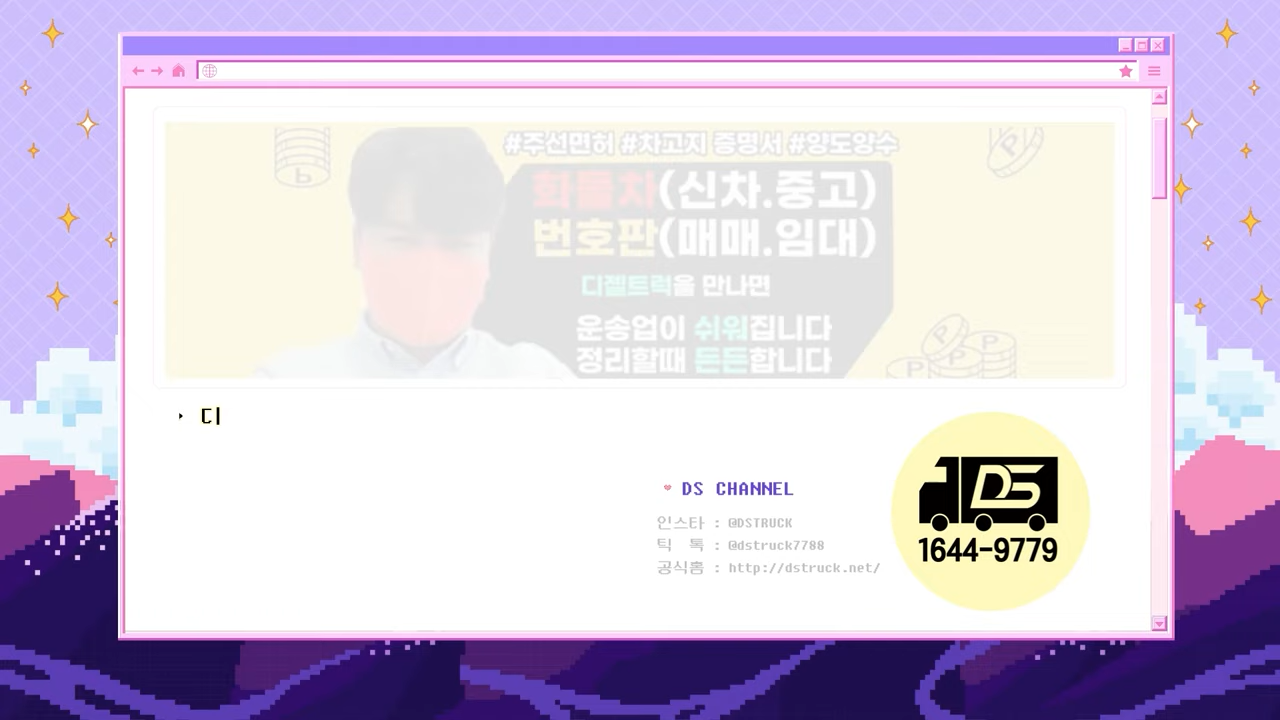 #주선면허 #차고지 증명서 #양도양수
화물차(신차.중고)
번호판(매매.임대)
디젤트럭을 만나면
운송업이 쉬워집니다
정리할때 든든합니다
디
DS CHANNEL
인스타 : @DSTRUCK
틱 톡 : @dstruck7788
공식홈 : http://dstruck.net/
DS
1644-9779